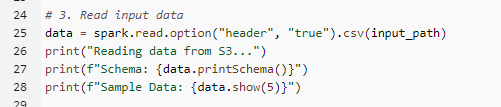 24 # 3. Read input data
25 data = spark.read.option("header", "true").csv(input_path)
26 print("Reading data from S3...")
27 print(f"Schema: {data.printSchema()}")
28 print(f"Sample Data: {data.show(5)}")
29